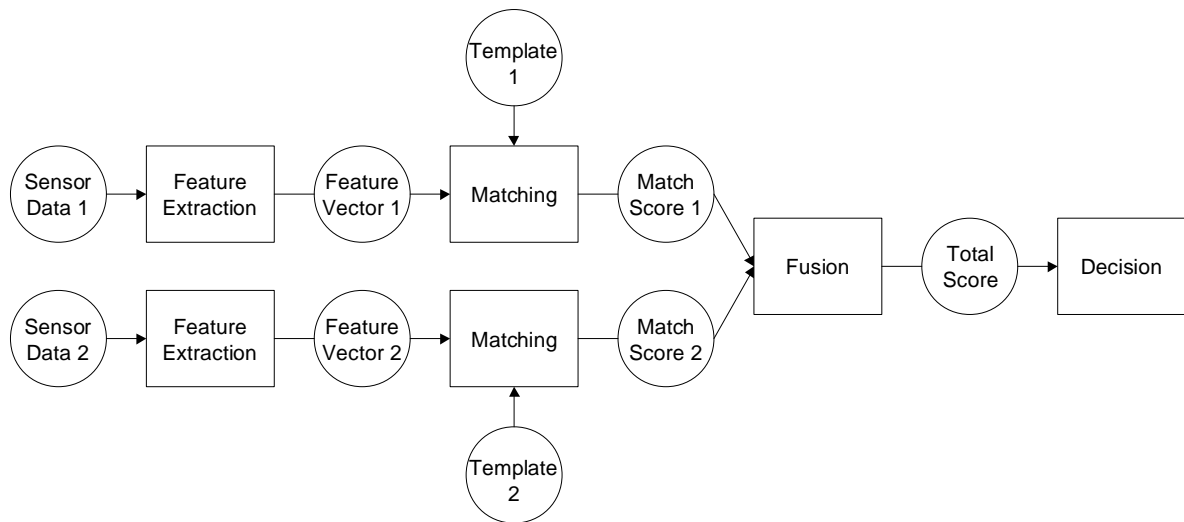 Template
1
Sensor
Data 1
Feature
Extraction
Feature
Vector 1
Matching
Match
Score 1
Fusion
Total
Score
Decision
Sensor
Data 2
Feature
Extraction
Feature
Vector 2
Matching
Match
Score 2
Template
2